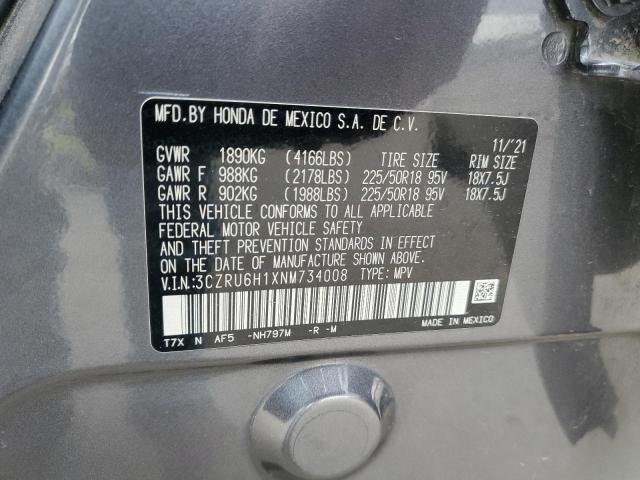 MFD.BY HONDA DE MEXICO S.A. DE C.V.
11/'21
GVWR 1890KG (4166LBS) TIRE SIZE RIM SIZE
GAWR F 988KG (2178LBS) 225/50R18 95V 18X7.5J
GAWR R 902KG (1988LBS) 225/50R18 95V 18X7.5J
THIS VEHICLE CONFORMS TO ALL APPLICABLE
FEDERAL MOTOR VEHICLE SAFETY
AND THEFT PREVENTION STANDARDS IN EFFECT
ON THE DATE OF MANUFACTURE SHOWN ABOVE.
V.I.N:3CZRU6H1XNM734008 TYPE: MPV
T7X N AF5 -NH797M -R -M
MADE IN MEXICO